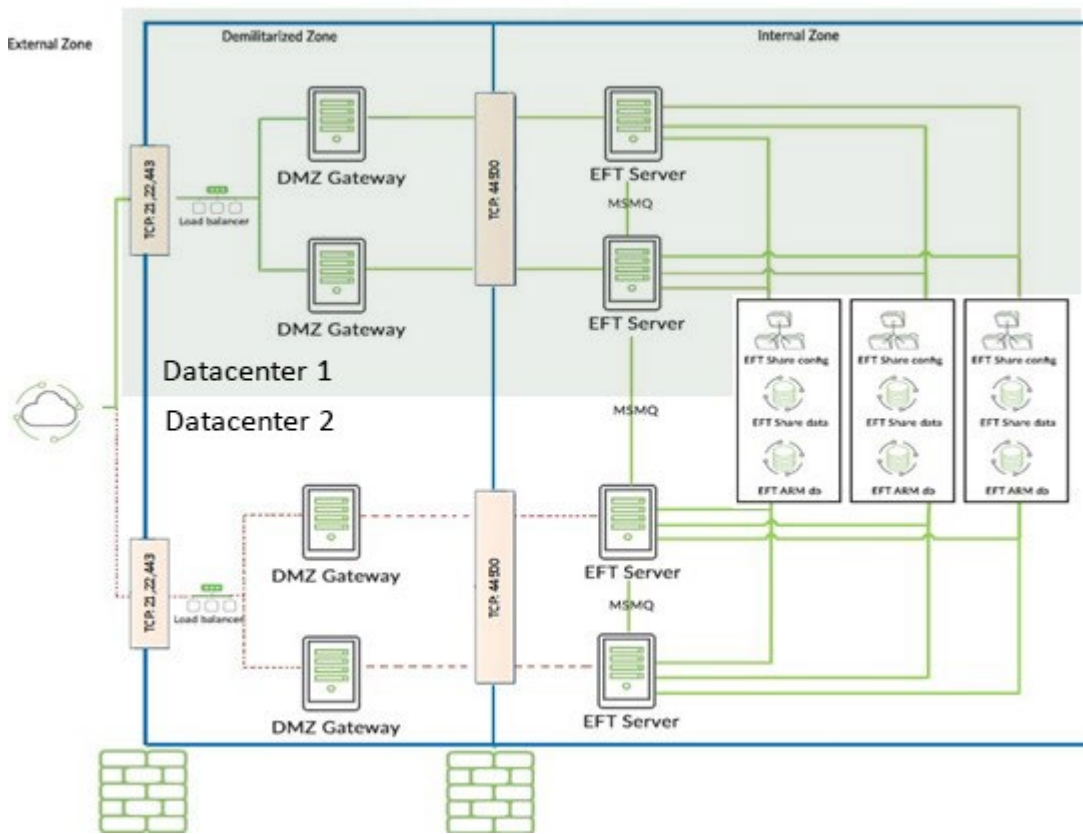 External Zone
Demilitarized Zone
Internal Zone
TCP: 21,22,443
Load balancer
DMZ Gateway
DMZ Gateway
TCP: 44500
EFT Server
MSMQ
EFT Server
MSMQ
EFT Share config
EFT Share data
EFT ARM db
EFT Share config
EFT Share data
EFT ARM db
EFT Share config
EFT Share data
EFT ARM db
Datacenter 1
Datacenter 2
TCP: 21,22,443
Load balancer
DMZ Gateway
DMZ Gateway
TCP: 44500
EFT Server
MSMQ
EFT Server